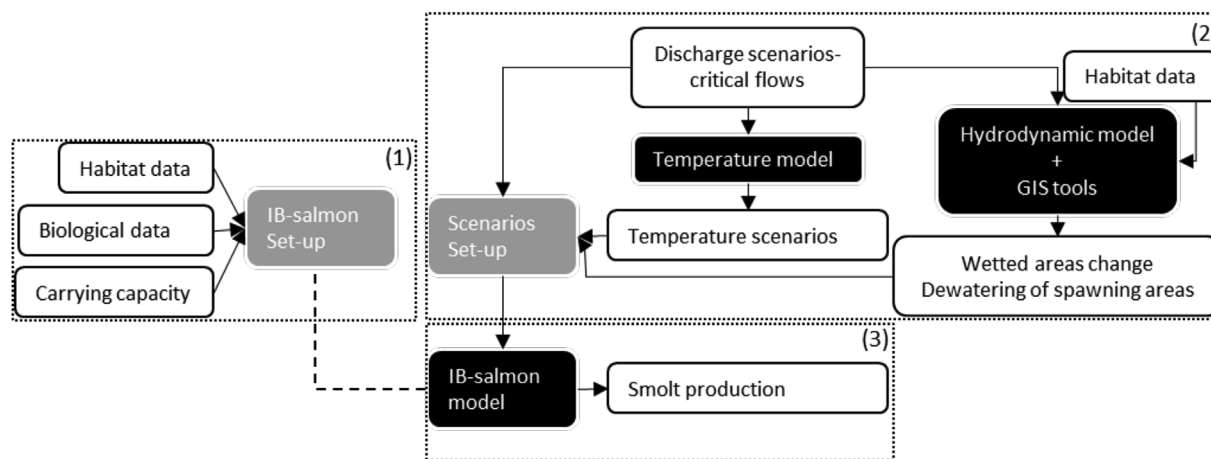 (1)
Habitat data
Biological data
Carrying capacity
IB-salmon
Set-up
(2)
Discharge scenarios-
critical flows
Habitat data
Temperature model
Hydrodynamic model
+
GIS tools
Scenarios
Set-up
Temperature scenarios
Wetted areas change
Dewatering of spawning areas
(3)
IB-salmon
model
Smolt production